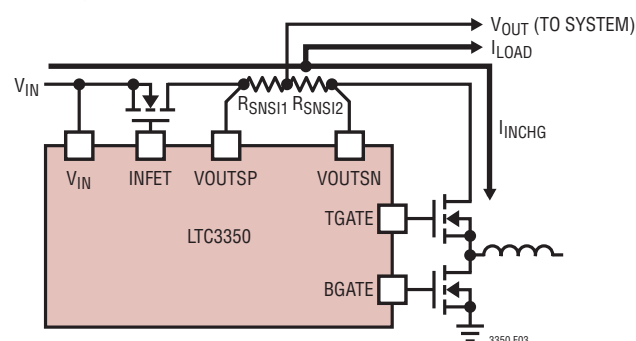 VOUT (TO SYSTEM)
ILOAD
VIN
RSNSI1 RSNSI2
IINCHG
VIN INFET VOUTSP VOUTSN
TGATE
LTC3350
BGATE
3350 F03